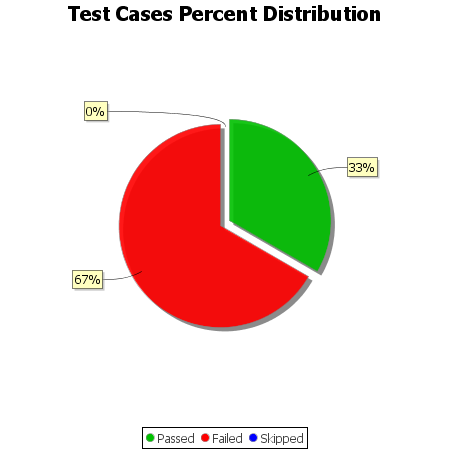 Test Cases Percent Distribution
0%
33%
67%
Passed Failed Skipped